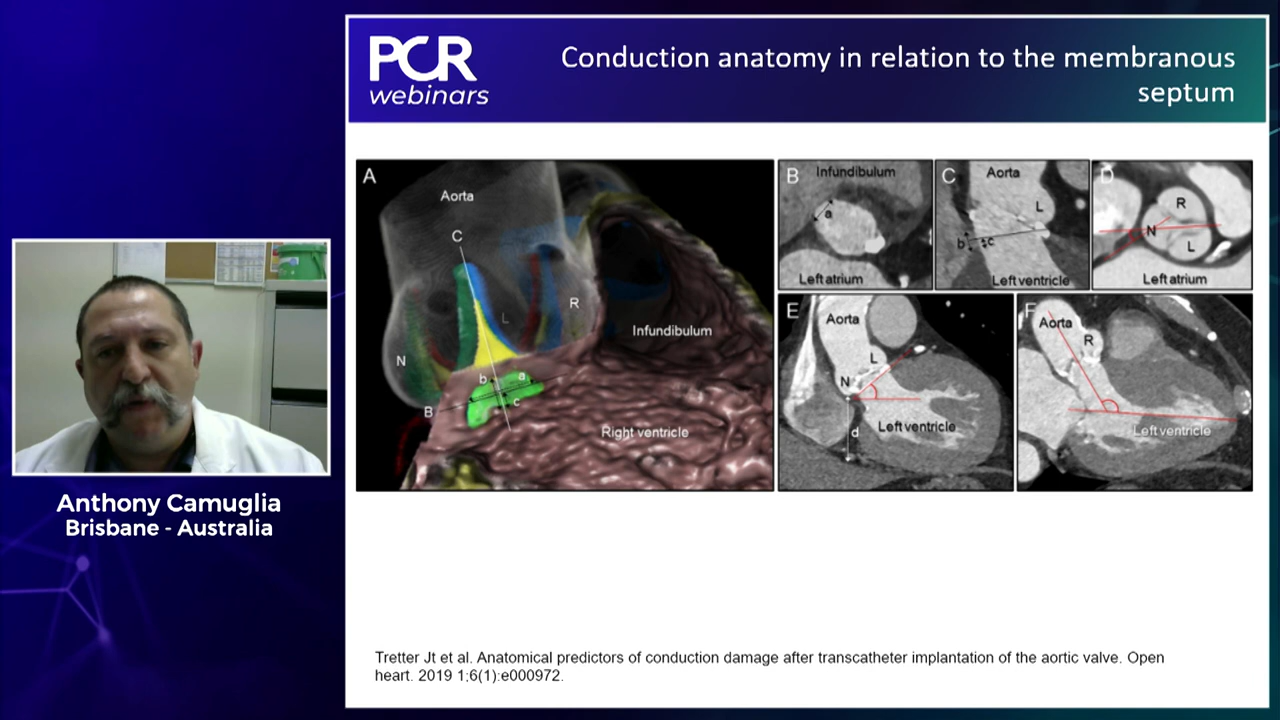 PCR
webinars
Conduction anatomy in relation to the membranous
septum
A
Aorta
C
N
L
R
Infundibulum
b
a
c
B
Right ventricle
B
Infundibulum
a
Left atrium
C
Aorta
L
b
c
Left ventricle
D
R
N
L
Left atrium
E
Aorta
L
N
Left ventricle
d
F
Aorta
R
Left ventricle
Anthony Camuglia
Brisbane - Australia
Tretter Jt et al. Anatomical predictors of conduction damage after transcatheter implantation of the aortic valve. Open
heart. 2019 1;6(1):e000972.